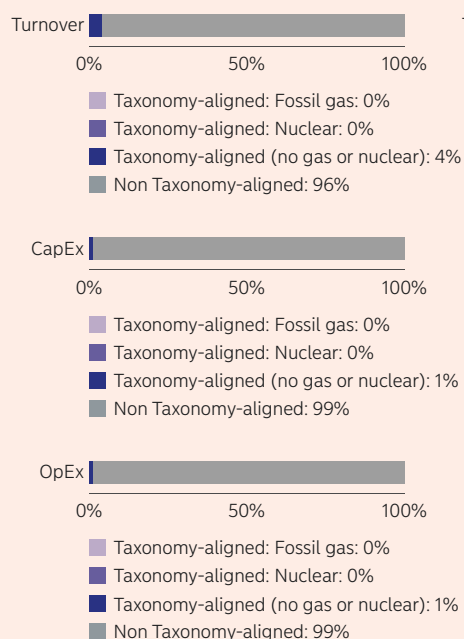 Turnover
0% 50% 100%
Taxonomy-aligned: Fossil gas: 0%
Taxonomy-aligned: Nuclear: 0%
Taxonomy-aligned (no gas or nuclear): 4%
Non Taxonomy-aligned: 96%
CapEx
0% 50% 100%
Taxonomy-aligned: Fossil gas: 0%
Taxonomy-aligned: Nuclear: 0%
Taxonomy-aligned (no gas or nuclear): 1%
Non Taxonomy-aligned: 99%
OpEx
0% 50% 100%
Taxonomy-aligned: Fossil gas: 0%
Taxonomy-aligned: Nuclear: 0%
Taxonomy-aligned (no gas or nuclear): 1%
Non Taxonomy-aligned: 99%